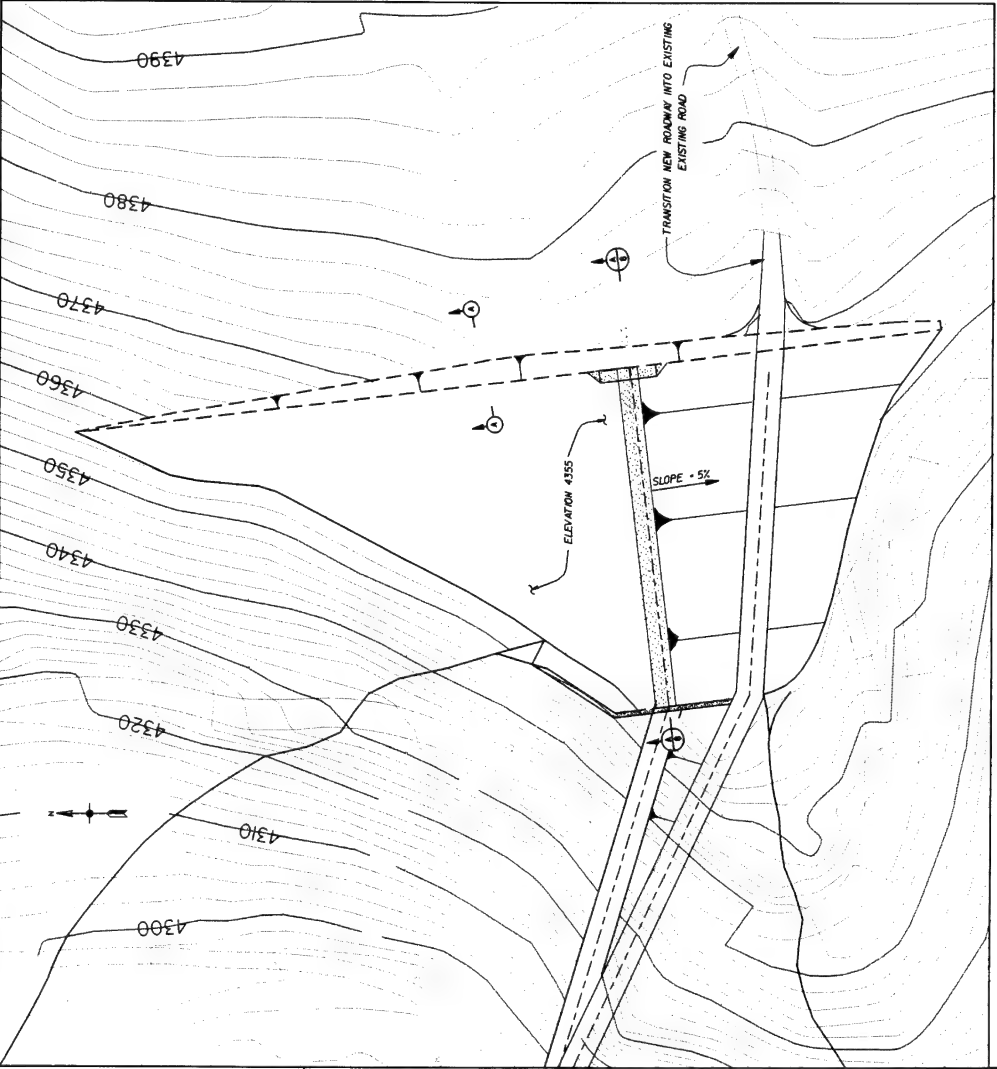 4390
TRANSITION NEW ROADWAY INTO EXISTING
EXISTING ROAD
4380
4370
4360
4350
4340
4330
4320
4310
4300
A
A
A
B
ELEVATION 4355
SLOPE = 5%
N